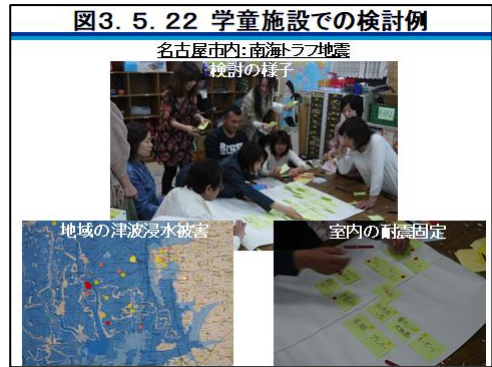 図3.5.22 学童施設での検討例
名古屋市内:南海トラフ地震
検討の様子
地域の津波浸水被害
室内の耐震固定